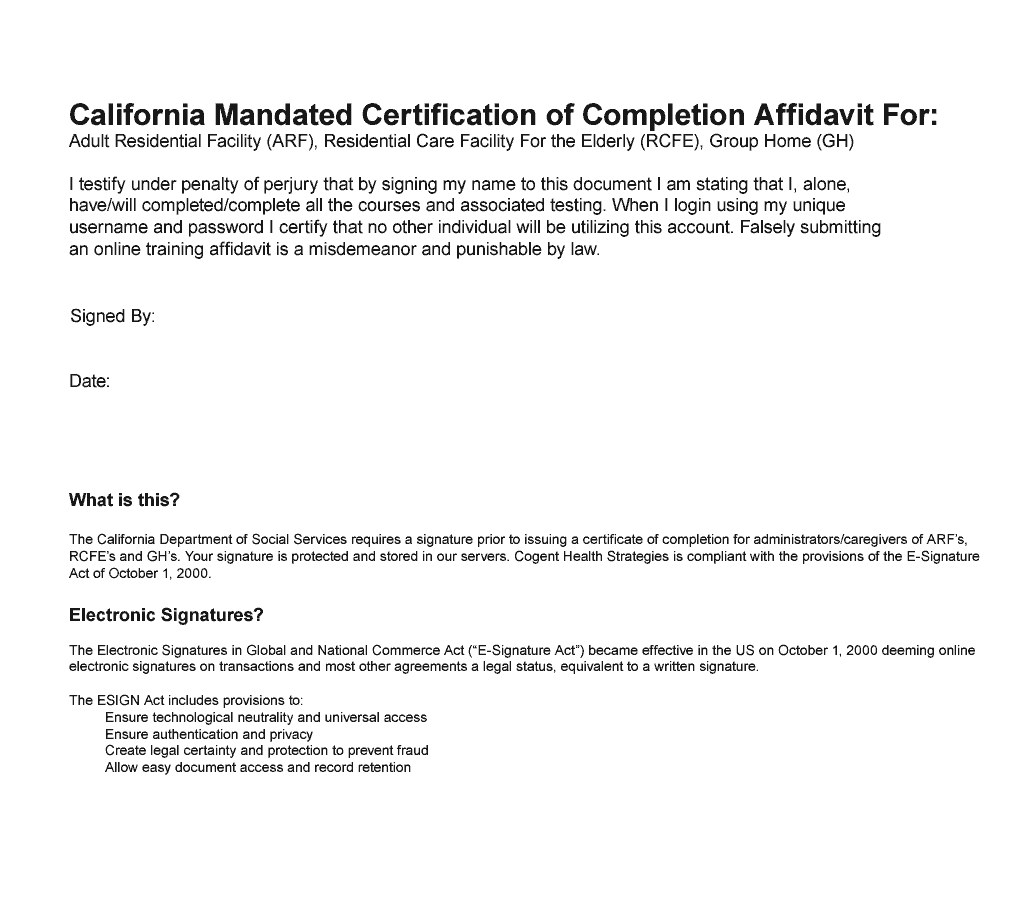 California Mandated Certification of Completion Affidavit For:
Adult Residential Facility (ARF), Residential Care Facility For the Elderly (RCFE), Group Home (GH)
I testify under penalty of perjury that by signing my name to this document I am stating that I, alone,
have/will completed/complete all the courses and associated testing. When I login using my unique
username and password I certify that no other individual will be utilizing this account. Falsely submitting
an online training affidavit is a misdemeanor and punishable by law.
Signed By:
Date:
What is this?
The California Department of Social Services requires a signature prior to issuing a certificate of completion for administrators/caregivers of ARF's,
RCFE's and GH's. Your signature is protected and stored in our servers. Cogent Health Strategies is compliant with the provisions of the E-Signature
Act of October 1, 2000.
Electronic Signatures?
The Electronic Signatures in Global and National Commerce Act (“E-Signature Act”) became effective in the US on October 1, 2000 deeming online
electronic signatures on transactions and most other agreements a legal status, equivalent to a written signature.
The ESIGN Act includes provisions to:
Ensure technological neutrality and universal access
Ensure authentication and privacy
Create legal certainty and protection to prevent fraud
Allow easy document access and record retention